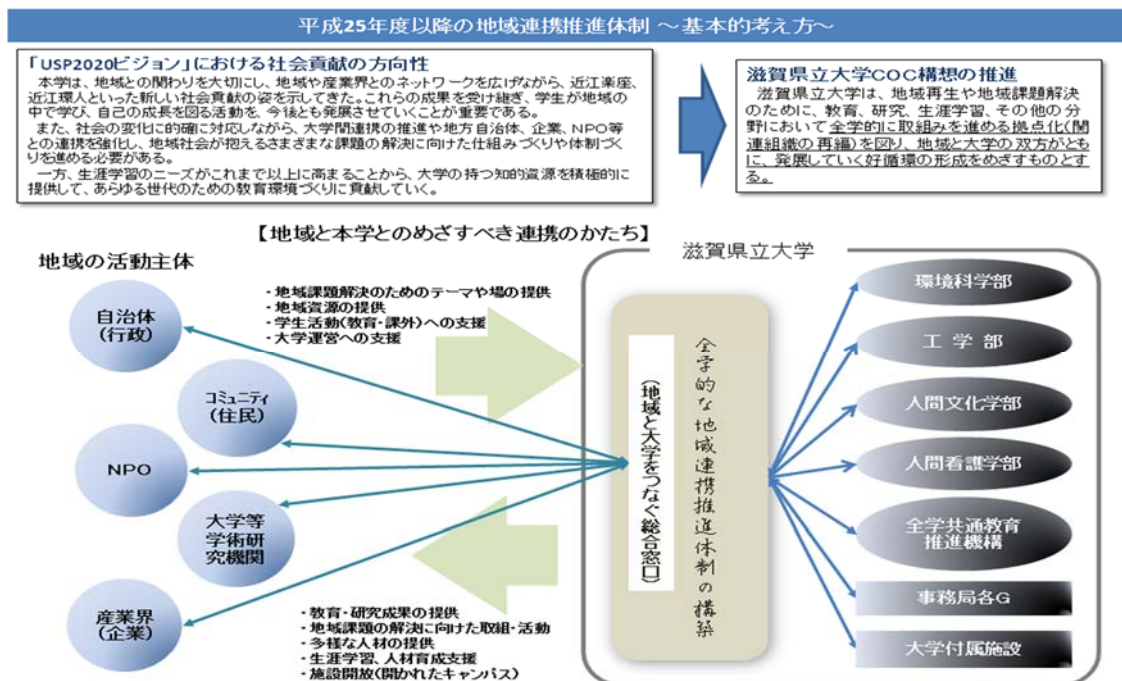 平成25年度以降の地域連携推進体制 ～基本的考え方～
「USP2020ビジョン」における社会貢献の方向性
本学は、地域との関わりを大切にし、地域や産業界とのネットワークを広げながら、近江楽座、
近江環人といった新しい社会貢献の姿を示してきた。これらの成果を受け継ぎ、学生が地域の
中で学び、自己の成長を図る活動を、今後とも発展させていくことが重要である。
また、社会の変化に的確に対応しながら、大学間連携の推進や地方自治体、企業、NPO等
との連携を強化し、地域社会が抱えるさまざまな課題の解決に向けた仕組みづくりや体制づ
くりを進める必要がある。
一方、生涯学習のニーズがこれまで以上に高まることから、大学の持つ知的資源を積極的に
提供して、あらゆる世代のための教育環境づくりに貢献していく。
滋賀県立大学COC構想の推進
滋賀県立大学は、地域再生や地域課題解決
のために、教育、研究、生涯学習、その他の分
野において全学的に取組みを進める拠点化(関
連組織の再編)を図り、地域と大学の双方がとも
に、発展していく好循環の形成をめざすものとす
る。
【地域と本学とのめざすべき連携のかたち】
地域の活動主体
自治体
(行政)
コミュニティ
(住民)
NPO
大学等
学術研
究機関
産業界
(企業)
・地域課題解決のためのテーマや場の提供
・地域資源の提供
・学生活動(教育・課外)への支援
・大学運営への支援
・教育・研究成果の提供
・地域課題の解決に向けた取組・活動
・多様な人材の提供
・生涯学習、人材育成支援
・施設開放(開かれたキャンパス)
滋賀県立大学
全学的な地域連携推進体制の構築
(地域と大学をつなぐ総合窓口)
環境科学部
工 学 部
人間文化学部
人間看護学部
全学共通教育
推進機構
事務局各G
大学付属施設